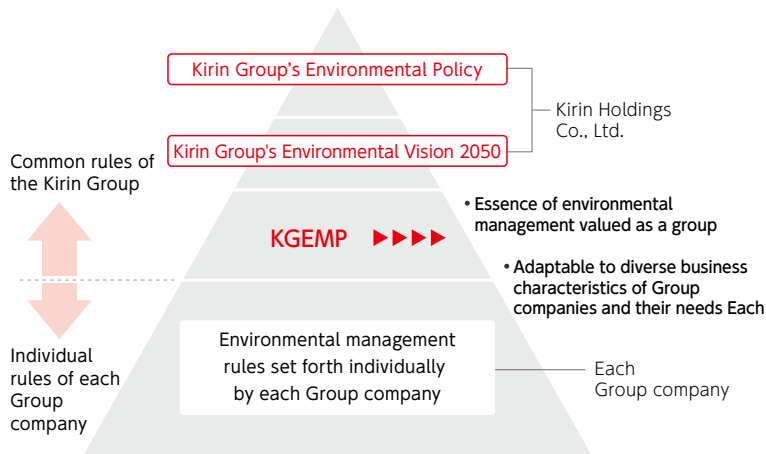 Kirin Group’s Environmental Policy
Kirin Holdings
Co., Ltd.
Kirin Group's Environmental Vision 2050
Common rules of
the Kirin Group
KGEMP ▶▶▶▶
• Essence of environmental
management valued as a group
• Adaptable to diverse business
characteristics of Group
companies and their needs Each
Individual
rules of each
Group
company
Environmental management
rules set forth individually
by each Group company
Each
Group company